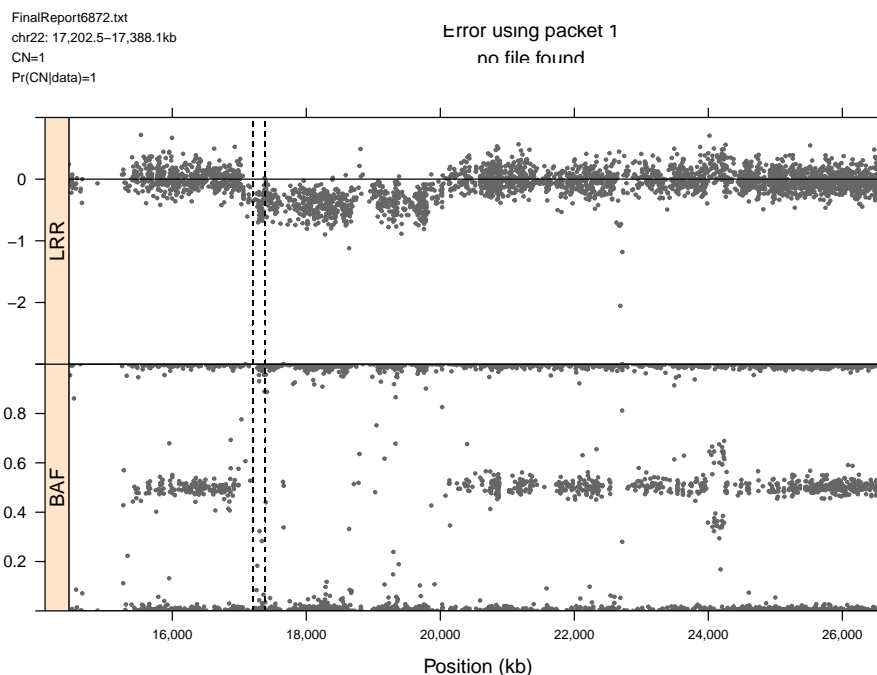 FinalReport6872.txt
chr22: 17,202.5−17,388.1kb
CN=1
Pr(CN|data)=1
Error using packet 1
no file found
LRR
0
−1
−2
BAF
0.8
0.6
0.4
0.2
16,000 18,000 20,000 22,000 24,000 26,000
Position (kb)